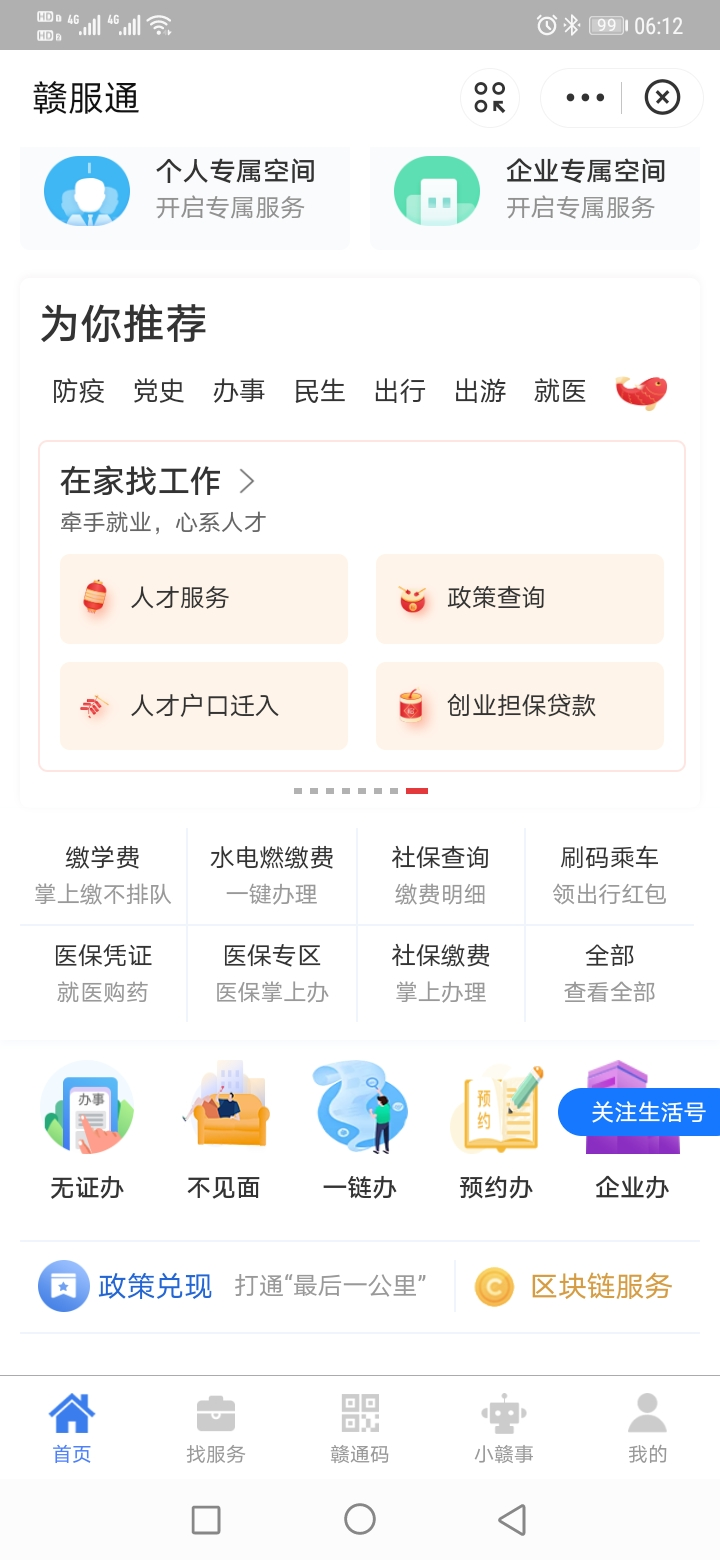 HD 1 4G 4G
HD 2
99 06:12
赣服通
个人专属空间
开启专属服务
企业专属空间
开启专属服务
为你推荐
防疫 党史 办事 民生 出行 出游 就医
在家找工作
牵手就业，心系人才
人才服务
政策查询
人才户口迁入
创业担保贷款
缴学费 水电燃缴费 社保查询 刷码乘车
掌上缴不排队 一键办理 缴费明细 领出行红包
医保凭证 医保专区 社保缴费 全部
就医购药 医保掌上办 掌上办理 查看全部
办事
预约
关注生活号
无证办 不见面 一链办 预约办 企业办
政策兑现 打通“最后一公里” C 区块链服务
首页 找服务 赣通码 小赣事 我的